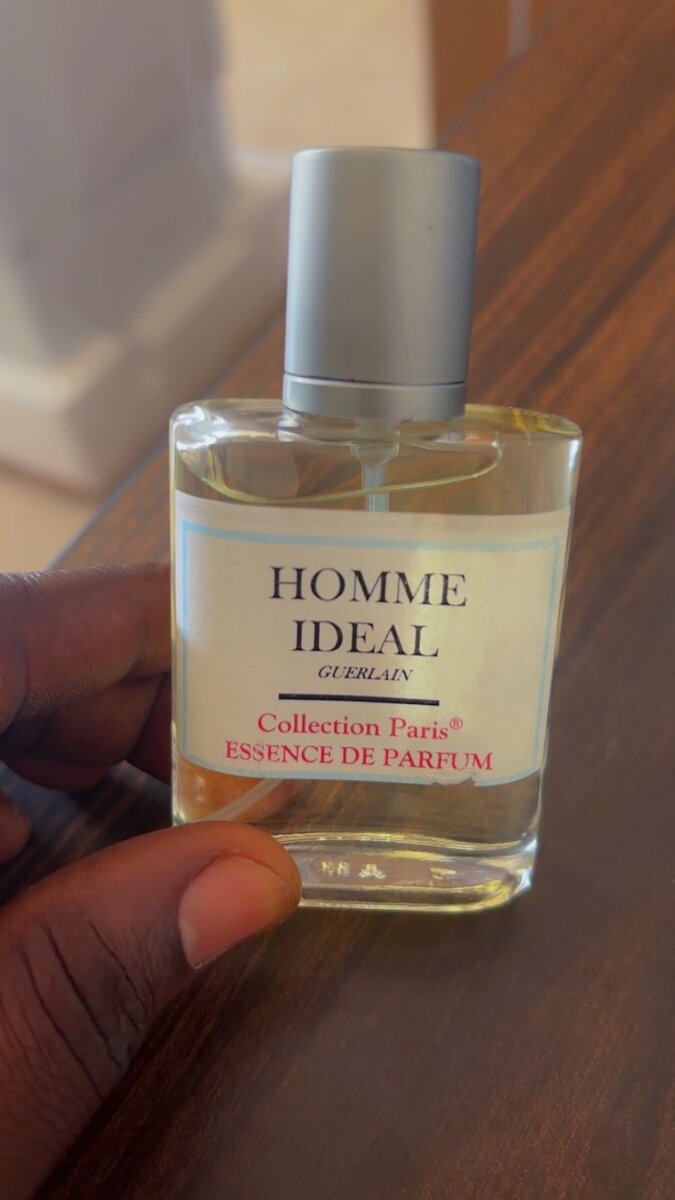 HOMME
IDEAL
GUERLAIN
Collection Paris®
ESSENCE DE PARFUM